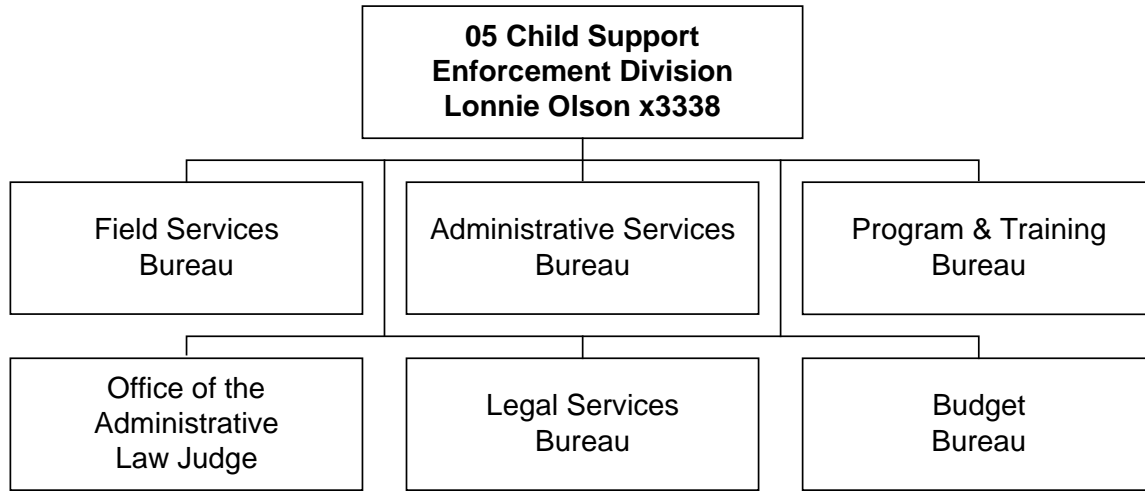 05 Child Support
Enforcement Division
Lonnie Olson x3338
Field Services
Bureau
Administrative Services
Bureau
Program & Training
Bureau
Office of the
Administrative
Law Judge
Legal Services
Bureau
Budget
Bureau